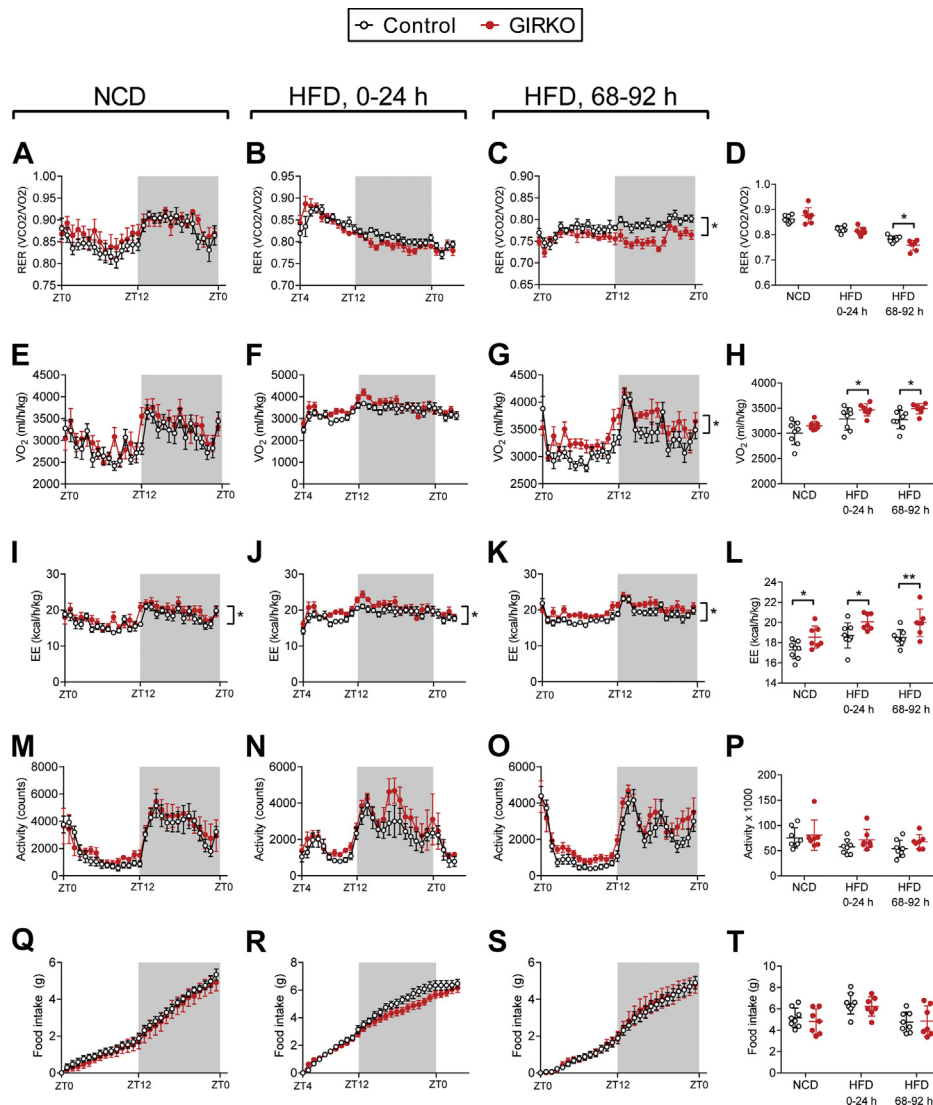 Control GIRKO
NCD HFD, 0-24 h HFD, 68-92 h
A B C D
RER (VCO2/VO2)
1.00
0.95
0.90
0.85
0.80
0.75
ZT0 ZT12 ZT0
RER (VCO2/VO2)
0.95
0.90
0.85
0.80
0.75
0.70
ZT4 ZT12 ZT0
RER (VCO2/VO2)
0.90
0.85
0.80
0.75
0.70
0.65
*
ZT0 ZT12 ZT0
RER (VCO2/VO2)
1.0
0.9
0.8
0.7
0.6
*
NCD HFD HFD
0-24 h 68-92 h
E F G H
VO2 (ml/h/kg)
4500
4000
3500
3000
2500
2000
ZT0 ZT12 ZT0
VO2 (ml/h/kg)
5000
4000
3000
2000
1000
0
ZT4 ZT12 ZT0
VO2 (ml/h/kg)
4500
4000
3500
3000
2500
*
ZT0 ZT12 ZT0
VO2 (ml/h/kg)
4000
3500
3000
2500
2000
* *
NCD HFD HFD
0-24 h 68-92 h
I J K L
EE (kcal/h/kg)
30
20
10
0
*
ZT0 ZT12 ZT0
EE (kcal/h/kg)
30
20
10
0
*
ZT4 ZT12 ZT0
EE (kcal/h/kg)
30
20
10
0
*
ZT0 ZT12 ZT0
EE (kcal/h/kg)
24
22
20
18
16
14
* * **
NCD HFD HFD
0-24 h 68-92 h
M N O P
Activity (counts)
8000
6000
4000
2000
0
ZT0 ZT12 ZT0
Activity (counts)
6000
4000
2000
0
ZT4 ZT12 ZT0
Activity (counts)
6000
4000
2000
0
ZT0 ZT12 ZT0
Activity x 1000
200
150
100
50
0
NCD HFD HFD
0-24 h 68-92 h
Q R S T
Food intake (g)
6
4
2
0
ZT0 ZT12 ZT0
Food intake (g)
8
6
4
2
0
ZT4 ZT12 ZT0
Food intake (g)
6
4
2
0
ZT0 ZT12 ZT0
Food intake (g)
10
8
6
4
2
0
NCD HFD HFD
0-24 h 68-92 h